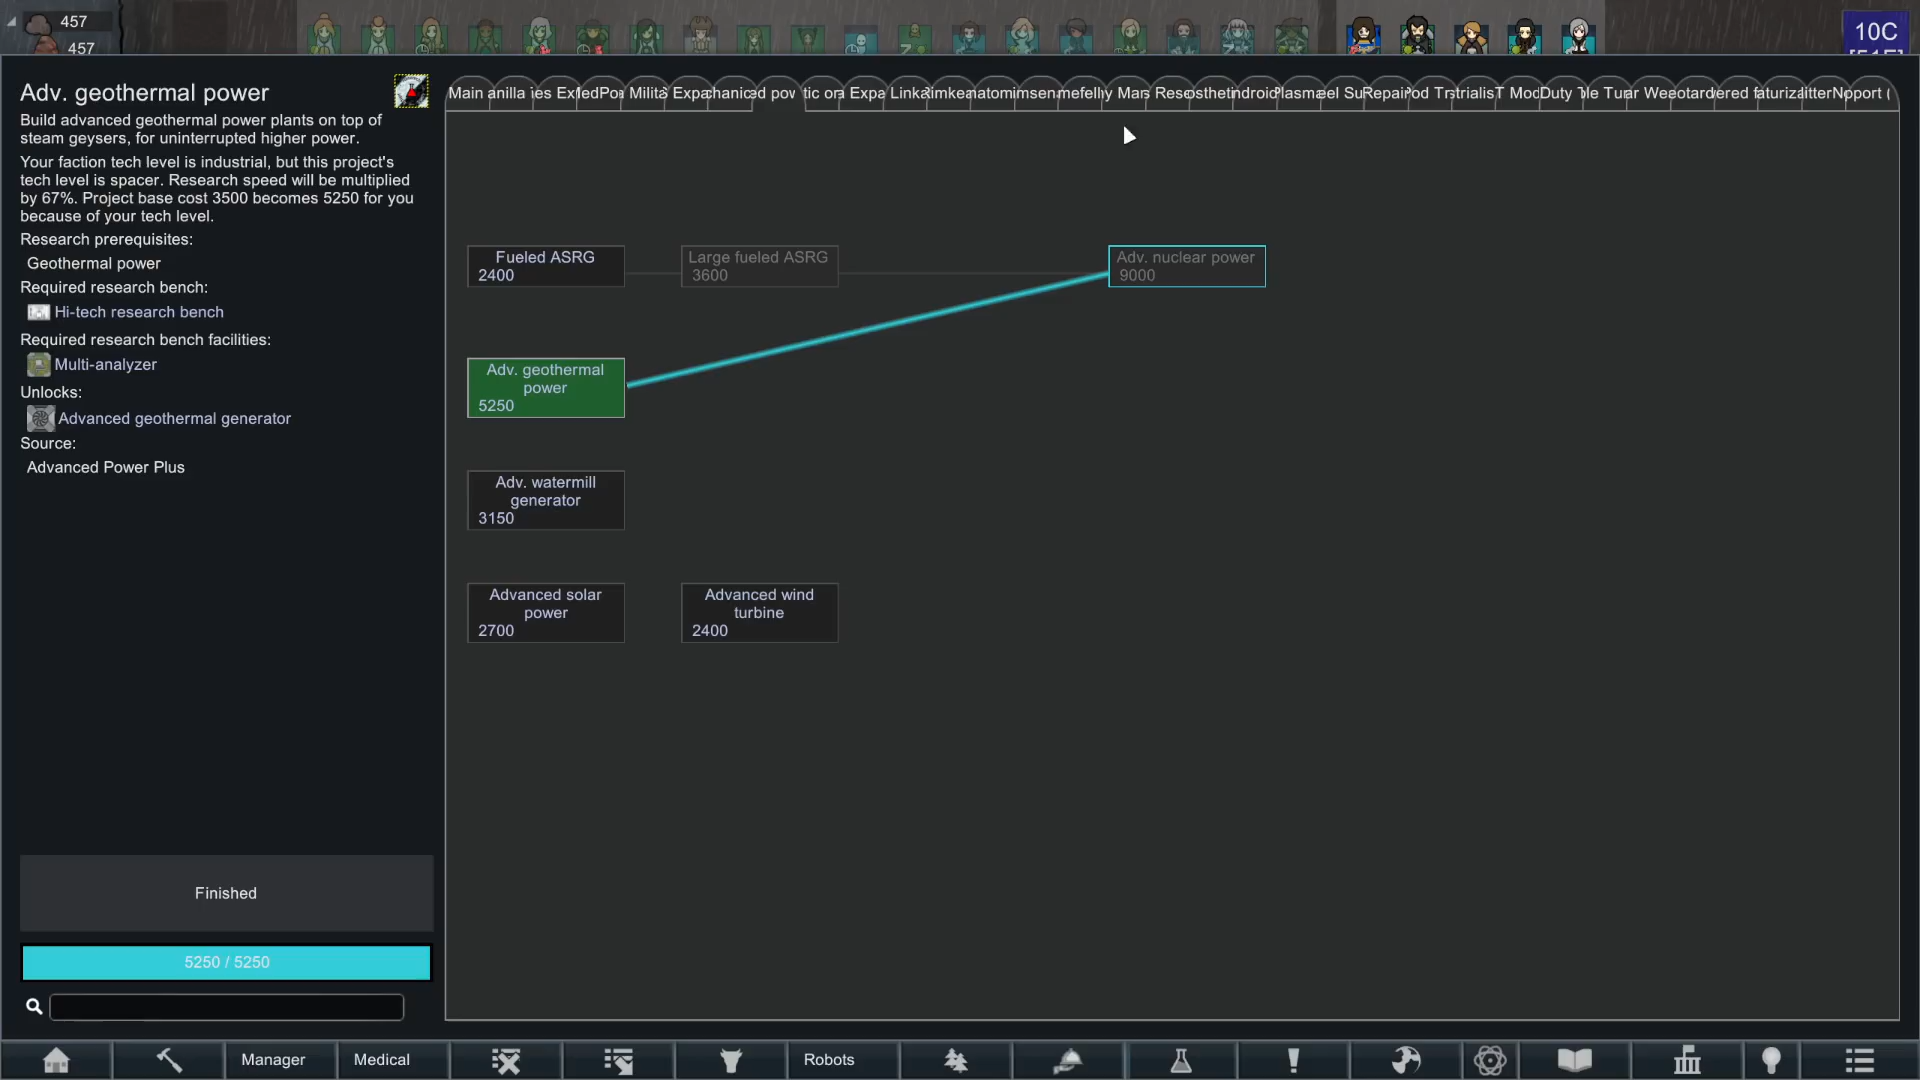 457
457
10C
Adv. geothermal power
Build advanced geothermal power plants on top of
steam geysers, for uninterrupted higher power.
Your faction tech level is industrial, but this project's
tech level is spacer. Research speed will be multiplied
by 67%. Project base cost 3500 becomes 5250 for you
because of your tech level.
Research prerequisites:
Geothermal power
Required research bench:
Hi-tech research bench
Required research bench facilities:
Multi-analyzer
Unlocks:
Advanced geothermal generator
Source:
Advanced Power Plus
Finished
5250 / 5250
Main
Fueled ASRG
2400
Large fueled ASRG
3600
Adv. nuclear power
9000
Adv. geothermal
power
5250
Adv. watermill
generator
3150
Advanced solar
power
2700
Advanced wind
turbine
2400
Manager
Medical
Robots